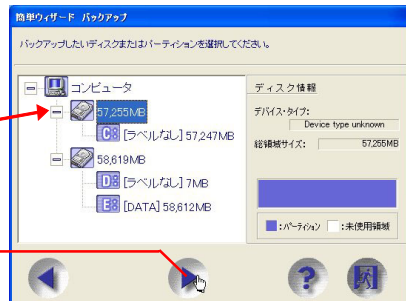 簡単ウィザード バックアップ
バックアップしたいディスクまたはパーティションを選択してください。
コンピュータ
57,255MB
C: [ラベルなし] 57,247MB
58,619MB
D: [ラベルなし] 7MB
E: [DATA] 58,612MB
ディスク情報
デバイス・タイプ:
Device type unknown
総領域サイズ: 57,255MB
:パーティション :未使用領域
?